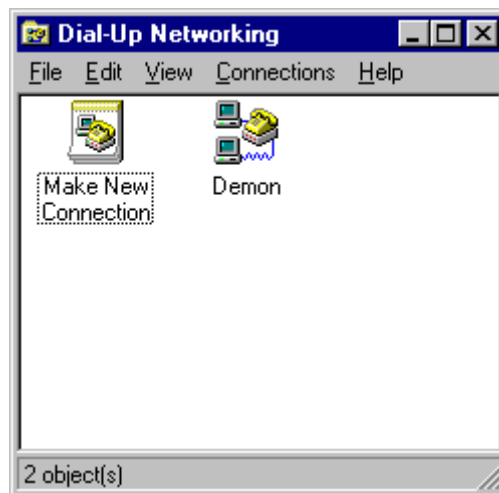 Dial-Up Networking
File Edit View Connections Help
Make New Connection
Demon
2 object(s)